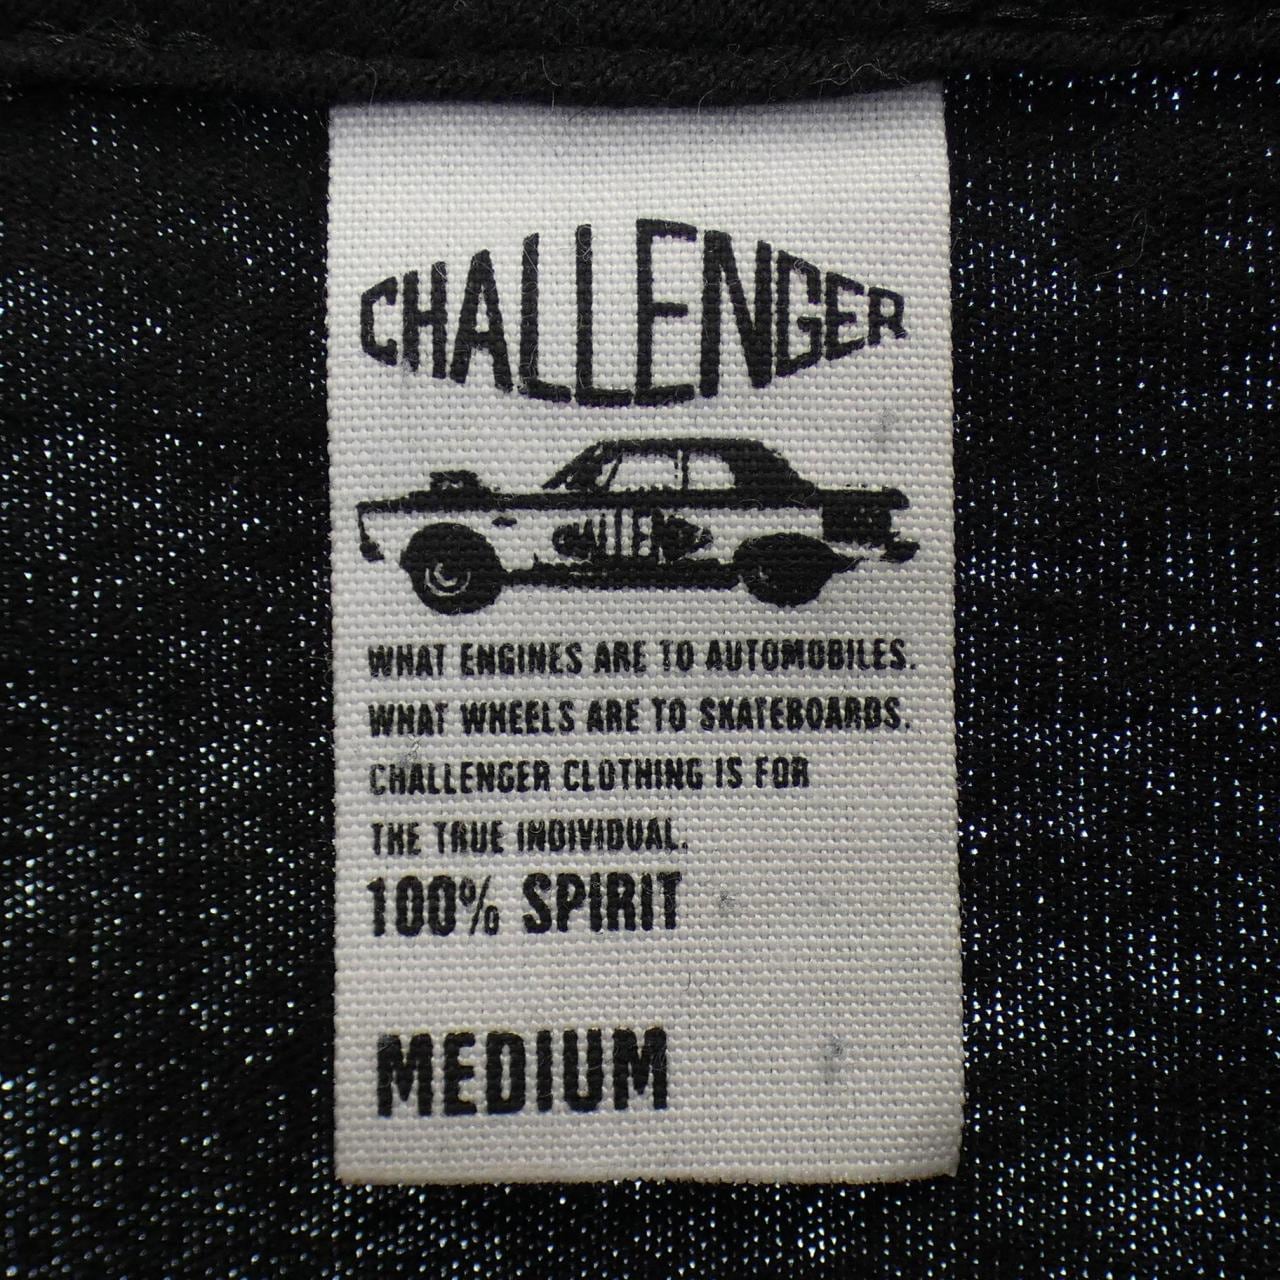 CHALLENGER
CHALLENGER
WHAT ENGINES ARE TO AUTOMOBILES.
WHAT WHEELS ARE TO SKATEBOARDS.
CHALLENGER CLOTHING IS FOR
THE TRUE INDIVIDUAL.
100% SPIRIT
MEDIUM